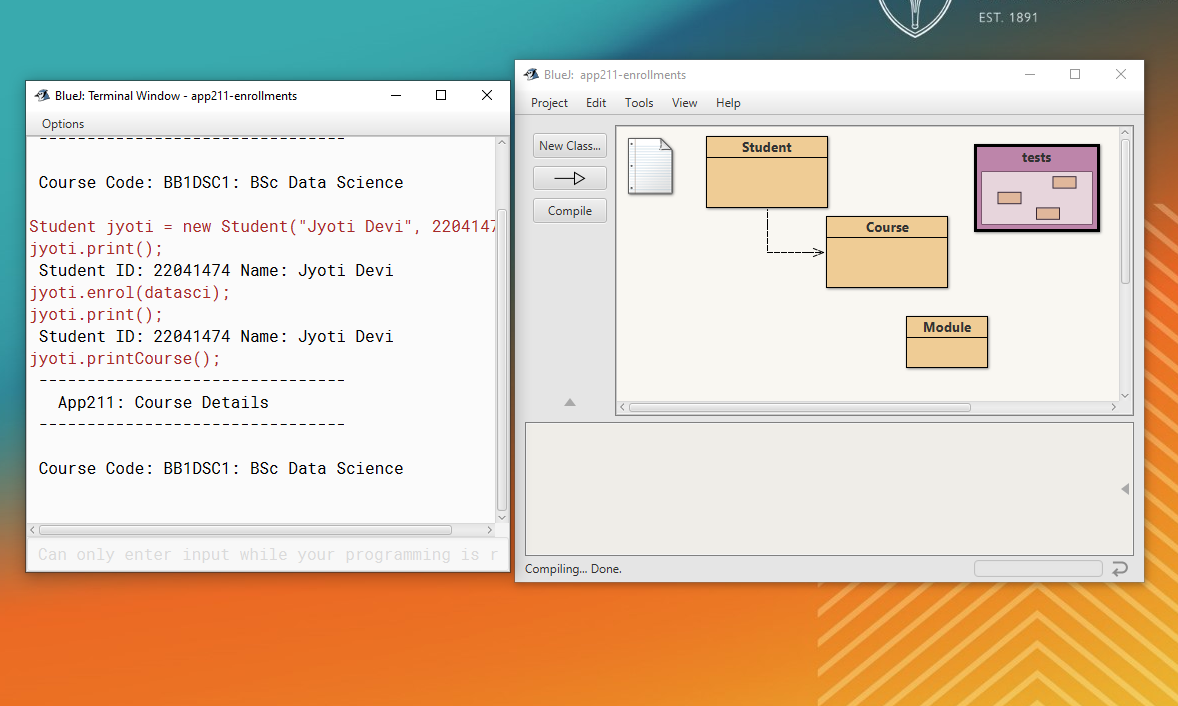 EST. 1891
BlueJ: Terminal Window - app211-enrollments
Options
--------------------------------
Course Code: BB1DSC1: BSc Data Science
Student jyoti = new Student("Jyoti Devi", 2204147
jyoti.print();
Student ID: 22041474 Name: Jyoti Devi
jyoti.enrol(datasci);
jyoti.print();
Student ID: 22041474 Name: Jyoti Devi
jyoti.printCourse();
--------------------------------
App211: Course Details
--------------------------------
Course Code: BB1DSC1: BSc Data Science
Can only enter input while your programming is r
BlueJ: app211-enrollments
Project Edit Tools View Help
New Class...
Compile
Student
Course
Module
tests
Compiling... Done.